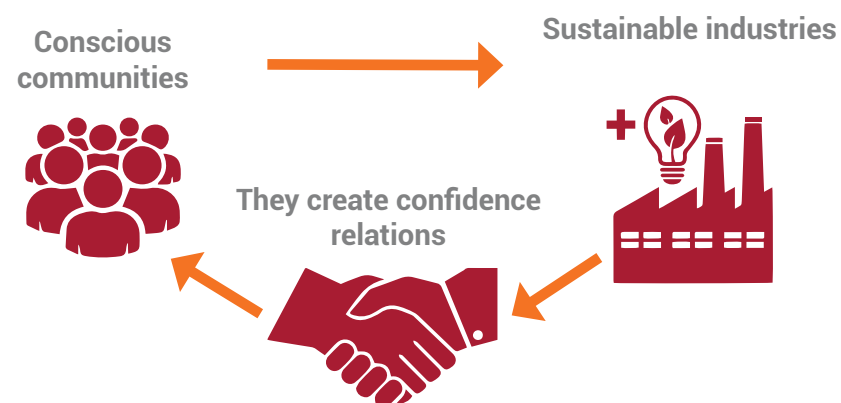 Conscious
communities
Sustainable industries
They create confidence
relations